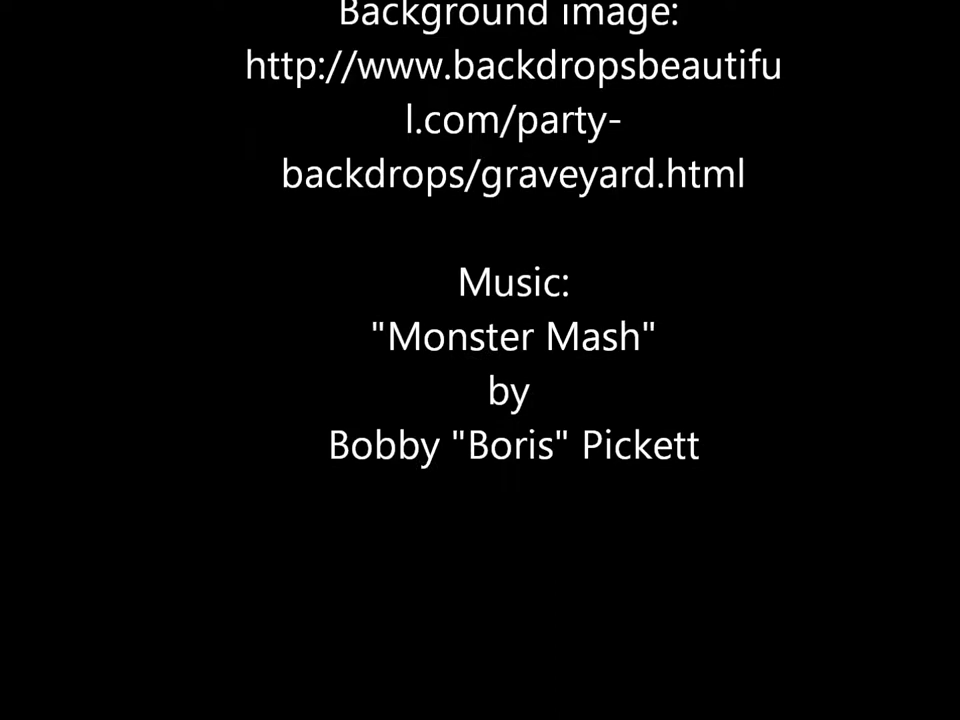 Background image:
http://www.backdropsbeautifu
l.com/party-
backdrops/graveyard.html
Music:
"Monster Mash"
by
Bobby "Boris" Pickett